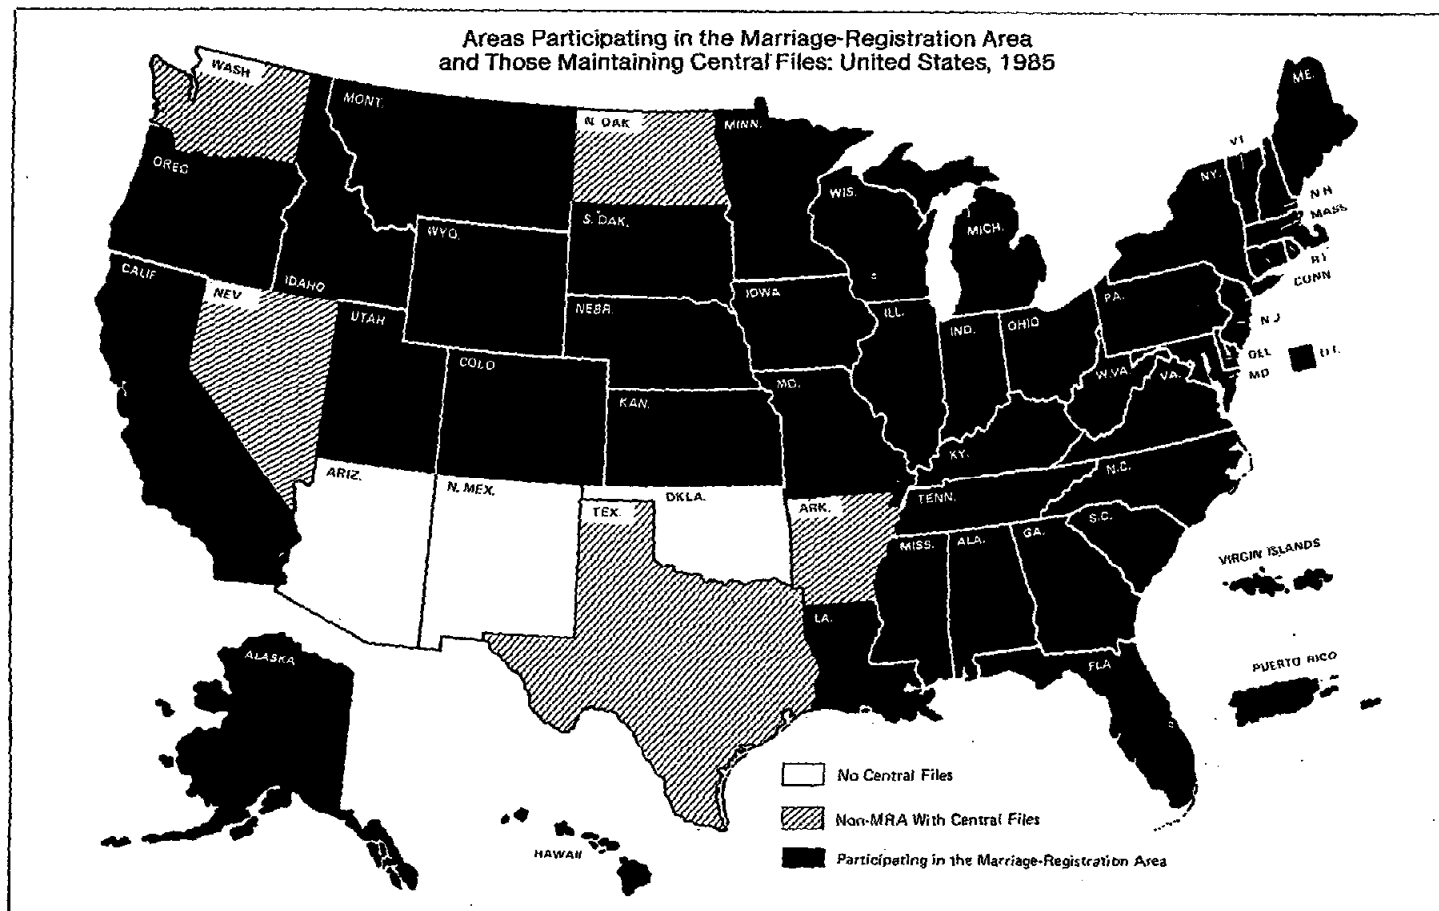 Areas Participating in the Marriage-Registration Area
and Those Maintaining Central Files: United States, 1985
WASH
MONT.
N. DAK
MINN.
ME.
VT
OREG
WIS.
NY.
N H
S. DAK.
MASS
WYO.
MICH.
R I
CALIF
IDAHO
CONN
NEV
IOWA
PA.
UTAH
NEBR.
ILL.
IND.
OHIO
N J
COLO
DEL
MO.
W.VA
VA.
MD
KAN.
KY.
ARIZ.
N. MEX.
OKLA.
TENN.
N.C.
TEX.
ARK.
S.C.
MISS.
ALA.
GA.
VIRGIN ISLANDS
LA.
ALASKA
FLA
PUERTO RICO
No Central Files
Non-MRA With Central Files
HAWAII
Participating in the Marriage-Registration Area